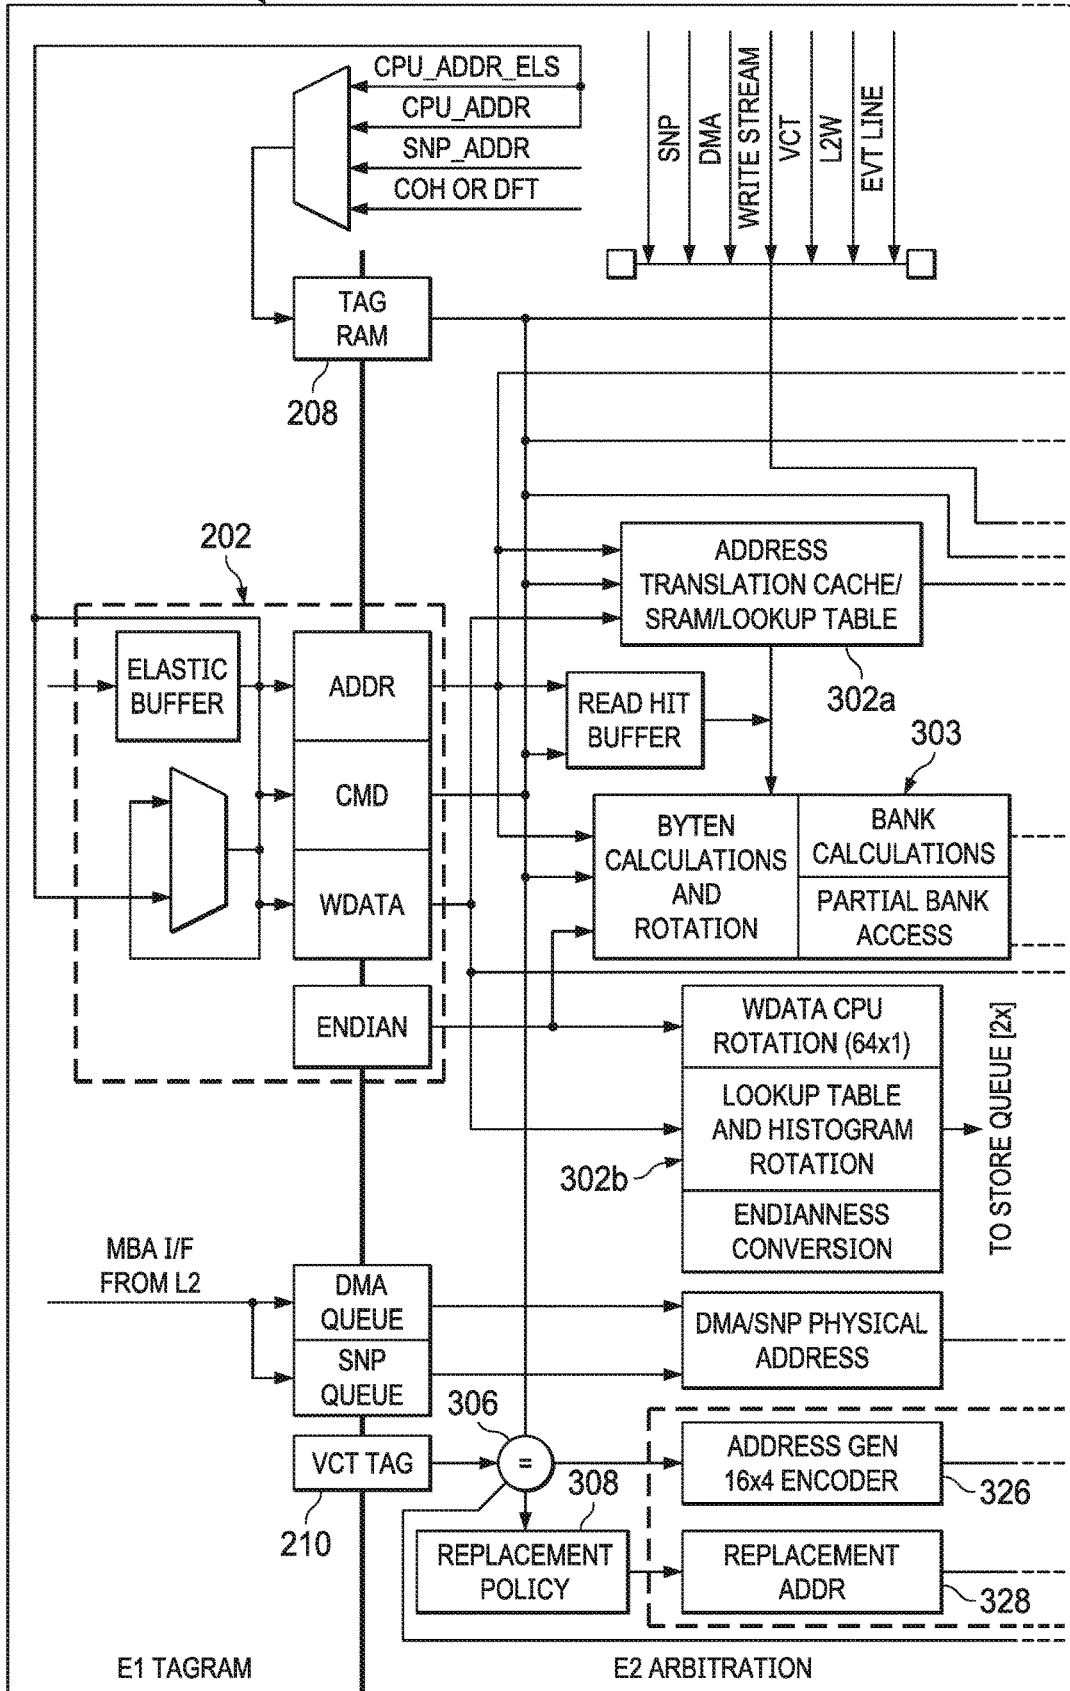 CPU_ADDR_ELS
CPU_ADDR
SNP_ADDR
COH OR DFT
SNP
DMA
WRITE STREAM
VCT
L2W
EVT LINE
TAG
RAM
208
202
ADDRESS
TRANSLATION CACHE/
SRAM/LOOKUP TABLE
302a
ELASTIC
BUFFER
ADDR
READ HIT
BUFFER
303
CMD
BYTEN
CALCULATIONS
AND
ROTATION
BANK
CALCULATIONS
WDATA
PARTIAL BANK
ACCESS
ENDIAN
WDATA CPU
ROTATION (64x1)
LOOKUP TABLE
AND HISTOGRAM
ROTATION
302b
ENDIANNESS
CONVERSION
TO STORE QUEUE [2x]
MBA I/F
FROM L2
DMA
QUEUE
SNP
QUEUE
DMA/SNP PHYSICAL
ADDRESS
306
VCT TAG
=
ADDRESS GEN
16x4 ENCODER
326
210
308
REPLACEMENT
POLICY
REPLACEMENT
ADDR
328
E1 TAGRAM
E2 ARBITRATION